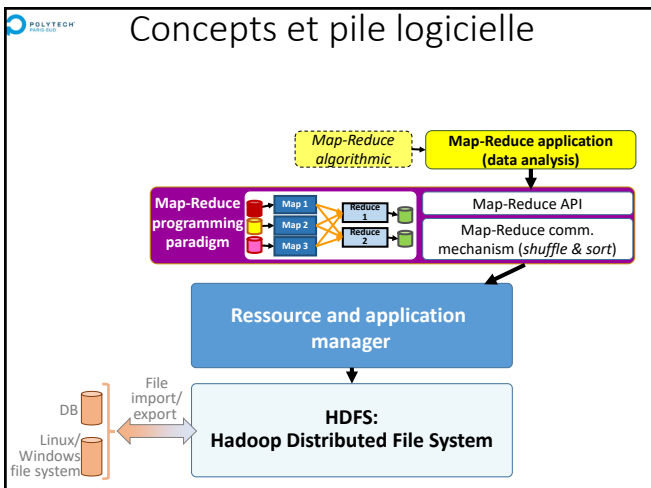 POLYTECH
PARIS-SUD
Concepts et pile logicielle
Map-Reduce
algorithmic
Map-Reduce application
(data analysis)
Map-Reduce
programming
paradigm
Map 1
Map 2
Map 3
Reduce
1
Reduce
2
Map-Reduce API
Map-Reduce comm.
mechanism (shuffle & sort)
Ressource and application
manager
File
import/
export
DB
Linux/
Windows
file system
HDFS:
Hadoop Distributed File System